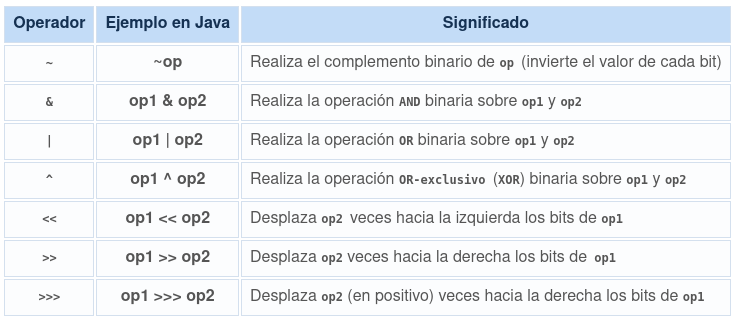 Operador Ejemplo en Java Significado
~ ~op Realiza el complemento binario de op (invierte el valor de cada bit)
& op1 & op2 Realiza la operación AND binaria sobre op1 y op2
| op1 | op2 Realiza la operación OR binaria sobre op1 y op2
^ op1 ^ op2 Realiza la operación OR-exclusivo (XOR) binaria sobre op1 y op2
<< op1 << op2 Desplaza op2 veces hacia la izquierda los bits de op1
>> op1 >> op2 Desplaza op2 veces hacia la derecha los bits de op1
>>> op1 >>> op2 Desplaza op2 (en positivo) veces hacia la derecha los bits de op1